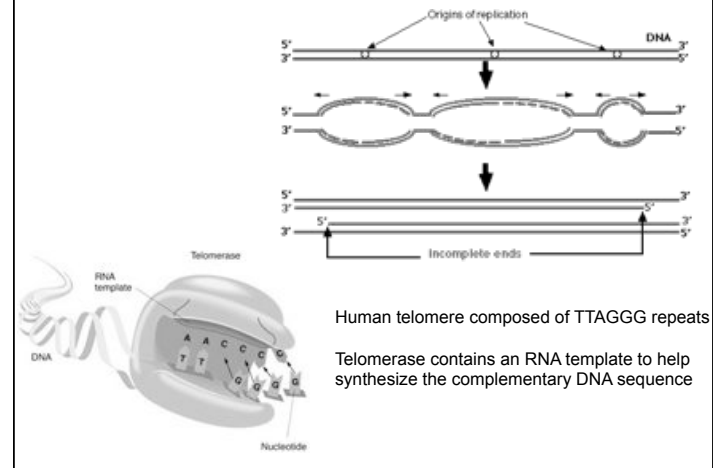 Origins of replication
DNA
5' 3'
3' 5'
5' 3'
3' 5'
5' 3'
3' 5'
5' 3'
3' 5'
Incomplete ends
Telomerase
RNA
template
A A C C C
T T G G G G
DNA
Nucleotide
Human telomere composed of TTAGGG repeats
Telomerase contains an RNA template to help
synthesize the complementary DNA sequence